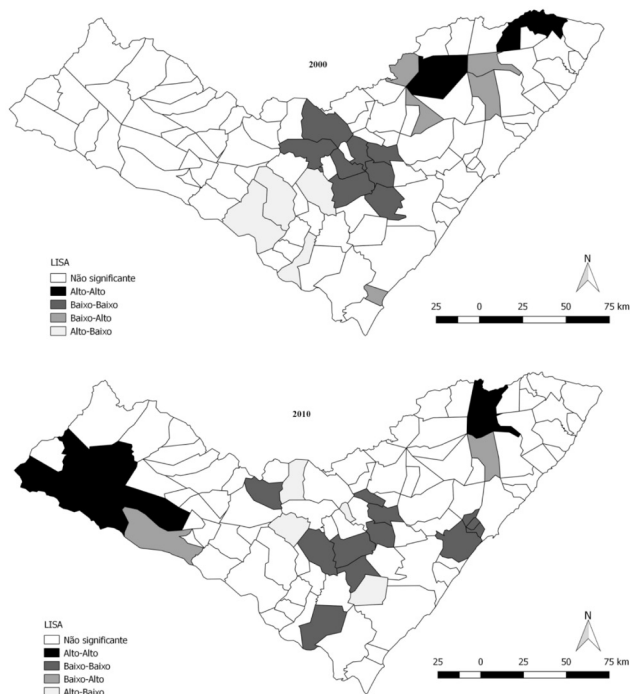 2000
LISA
Não significante
Alto-Alto
Baixo-Baixo
Baixo-Alto
Alto-Baixo
N
25 0 25 50 75 km
2010
LISA
Não significante
Alto-Alto
Baixo-Baixo
Baixo-Alto
Alto-Baixo
N
25 0 25 50 75 km